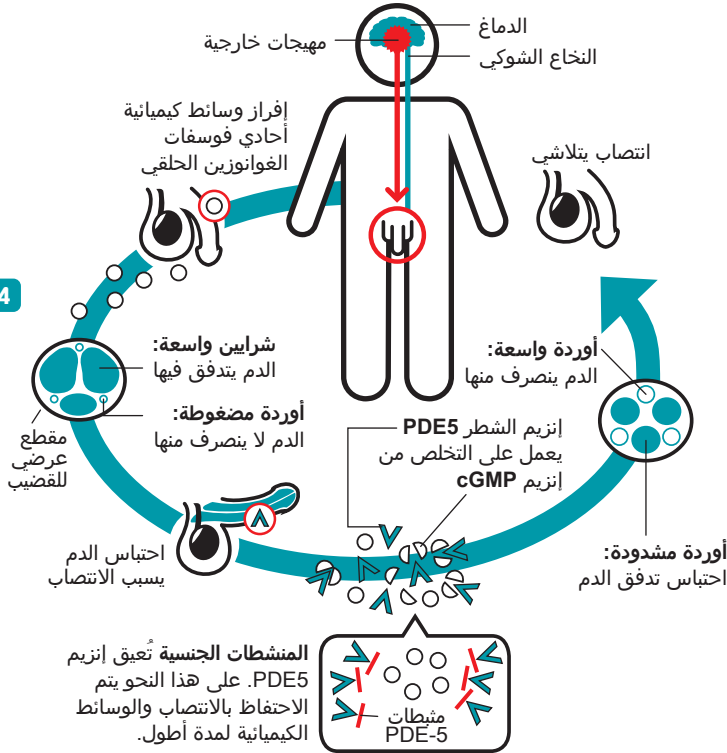 الدماغ
مهيجات خارجية
النخاع الشوكي
إفراز وسائط كيميائية
أحادي فوسفات
الغوانوزين الحلقي
انتصاب يتلاشي
4
شرايين واسعة:
الدم يتدفق فيها
أوردة مضغوطة:
الدم لا ينصرف منها
مقطع
عرضي
للقضيب
أوردة واسعة:
الدم ينصرف منها
إنزيم الشطر PDE5
يعمل على التخلص من
إنزيم cGMP
احتباس الدم
يسبب الانتصاب
أوردة مشدودة:
احتباس تدفق الدم
المنشطات الجنسية تُعيق إنزيم
PDE5. على هذا النحو يتم
الاحتفاظ بالانتصاب والوسائط
الكيميائية لمدة أطول.
مثبطات
PDE-5